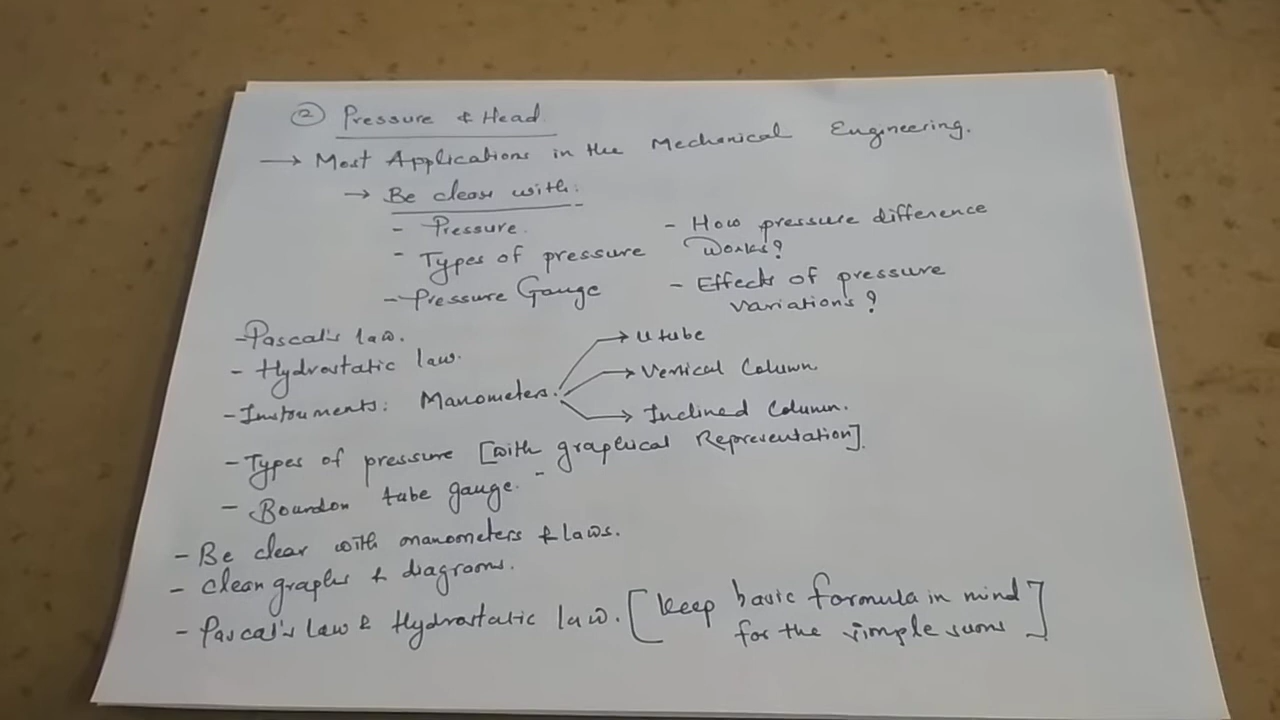 ② Pressure & Head.
→ Most Applications in the Mechanical Engineering.
→ Be clear with:
- Pressure.
- Types of pressure
- Pressure Gauge
- How pressure difference
works?
- Effects of pressure
variations?
- Pascal's law.
- Hydrostatic law.
- Instruments: Manometers.
→ U tube
→ Vertical Column
→ Inclined Column.
- Types of pressure [with graphical Representation].
- Bourdon tube gauge.
- Be clear with manometers & laws.
- Clean graphs & diagrams.
- Pascal's law & Hydrostatic law. [Keep basic formula in mind
for the simple sums]